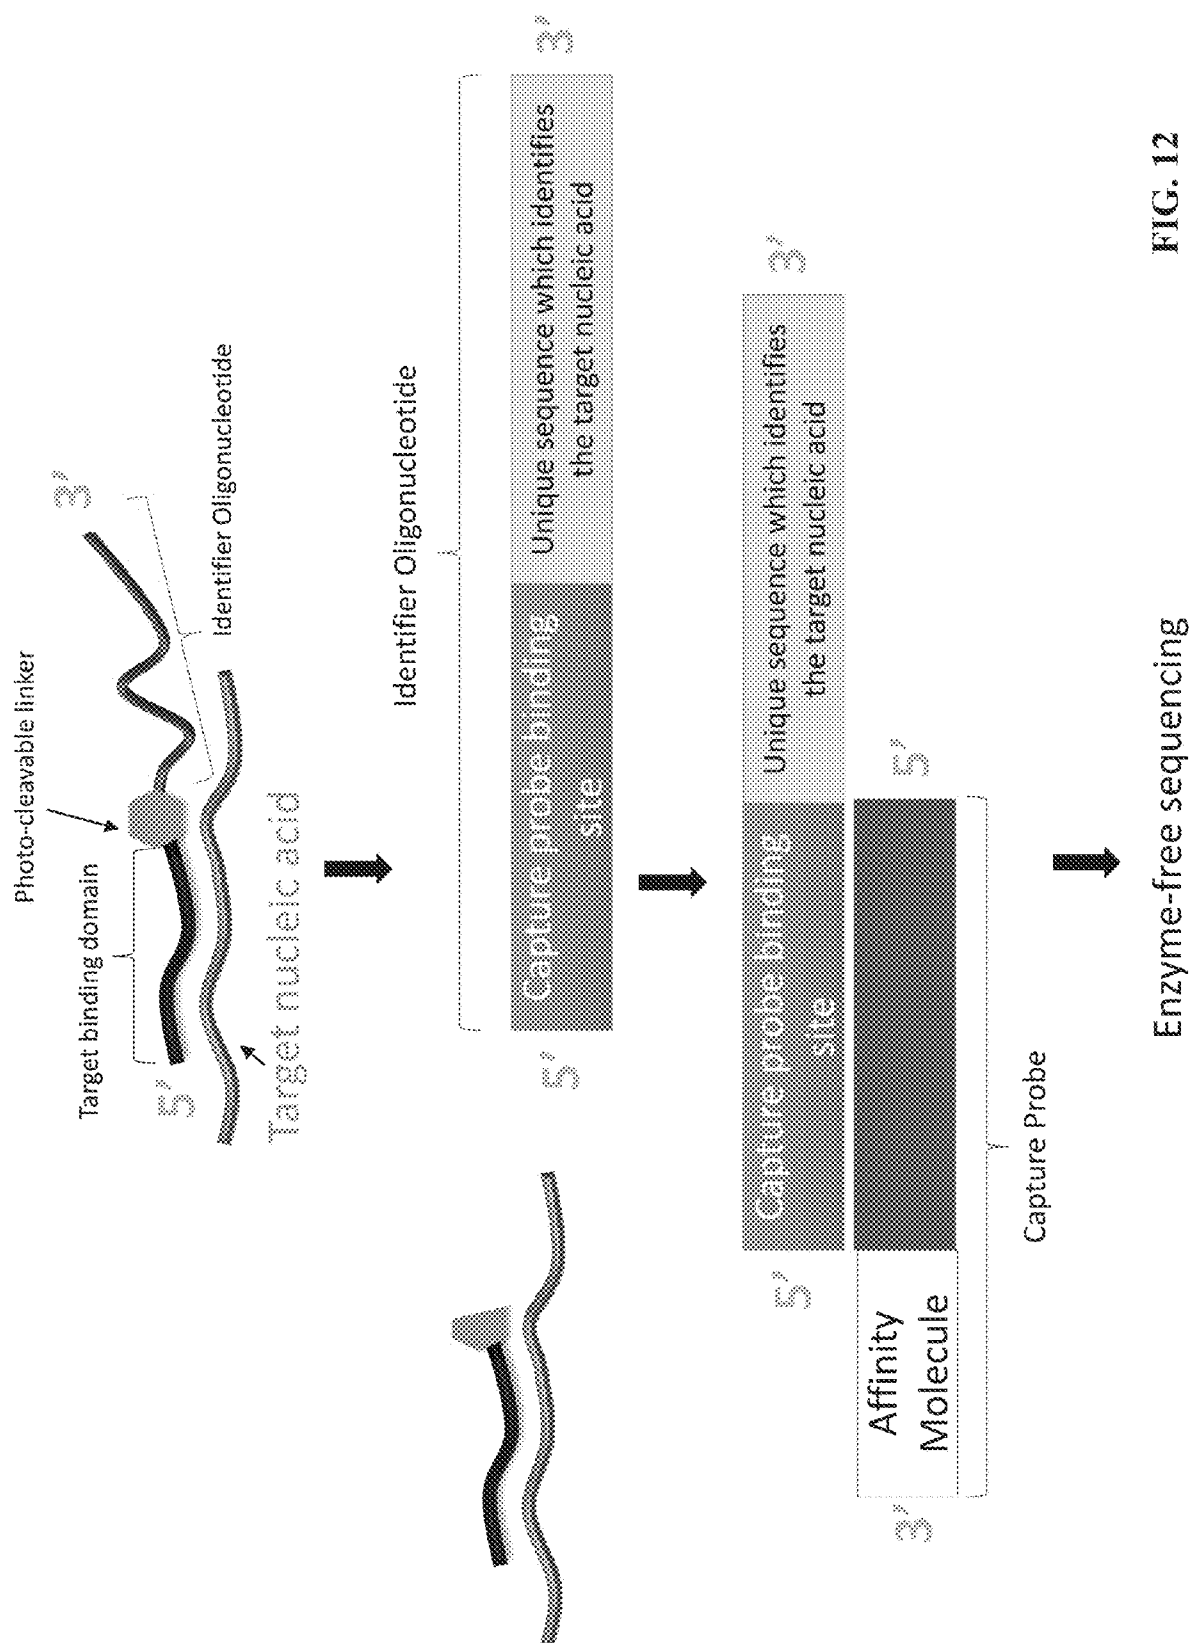 Photo-cleavable linker
Target binding domain
5′
3′
Identifier Oligonucleotide
Target nucleic acid
Identifier Oligonucleotide
5′
Capture probe binding
site
Unique sequence which identifies
the target nucleic acid
3′
5′
Capture probe binding
site
Unique sequence which identifies
the target nucleic acid
3′
3′
Affinity
Molecule
5′
Capture Probe
Enzyme-free sequencing
FIG. 12